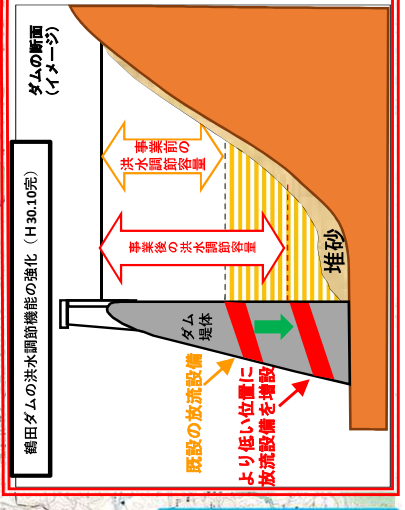 鶴田ダムの洪水調節機能の強化（H30.10完）
ダムの断面
（イメージ）
事業前の
洪水調節容量
事業後の洪水調節容量
堆砂
ダム
堤体
既設の放流設備
より低い位置に
放流設備を増設